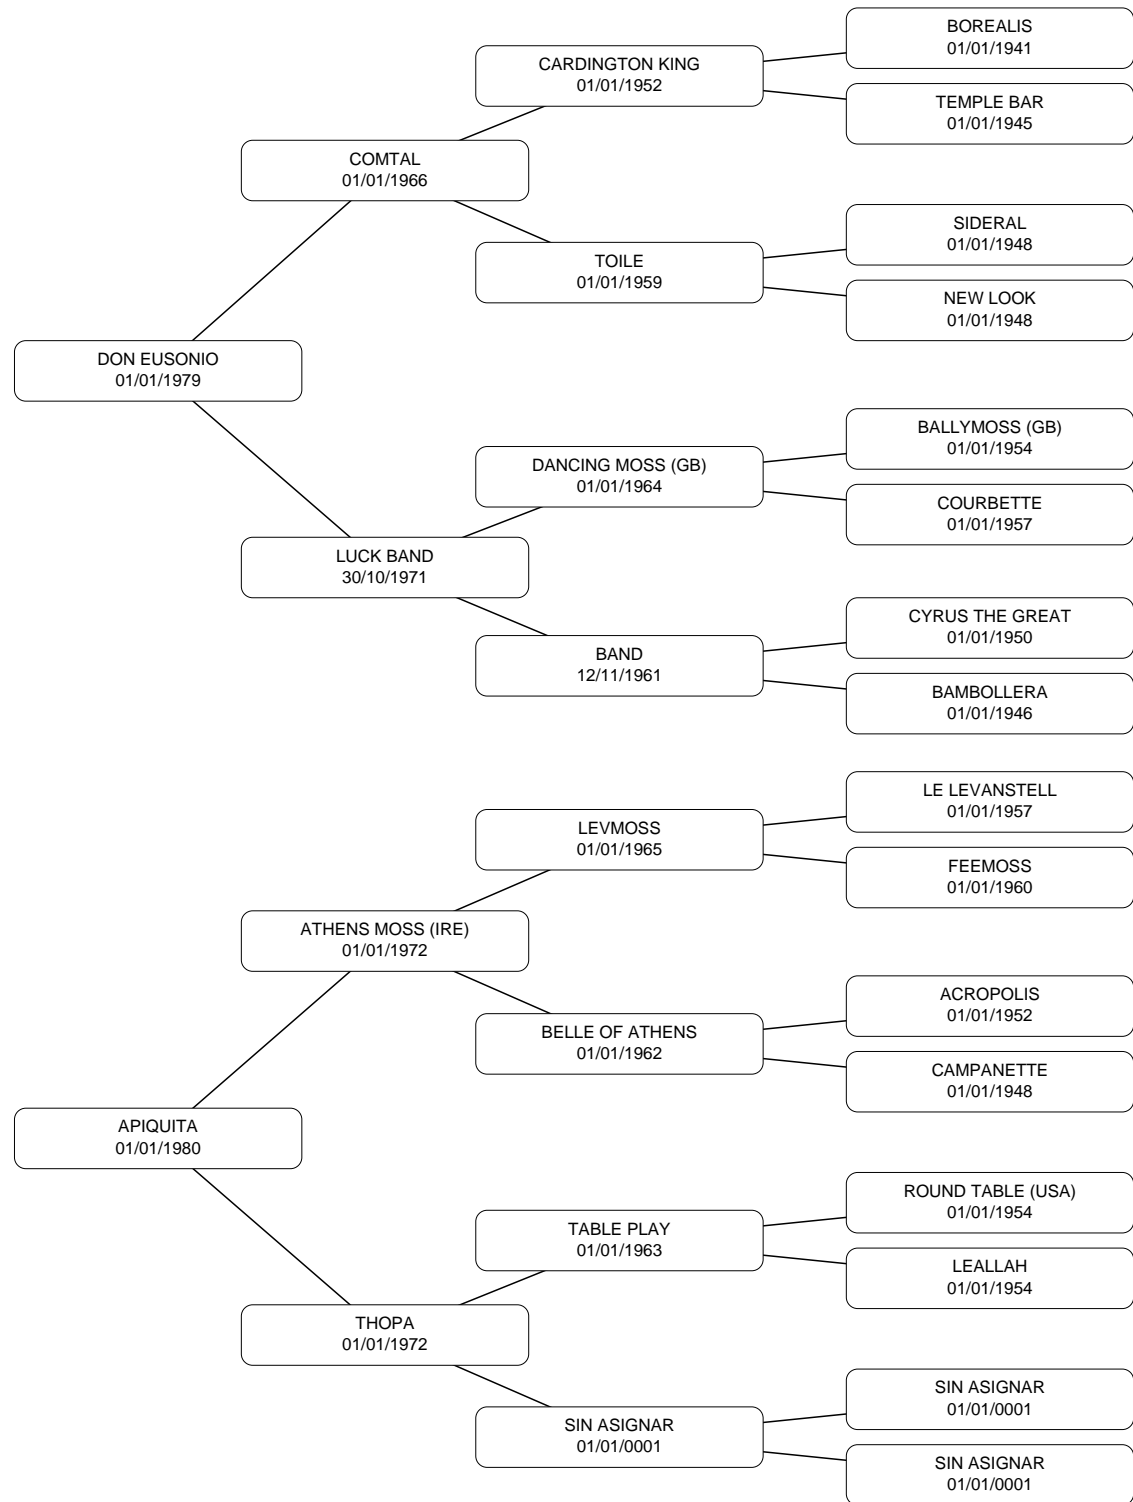 BOREALIS
01/01/1941
CARDINGTON KING
01/01/1952
TEMPLE BAR
01/01/1945
COMTAL
01/01/1966
SIDERAL
01/01/1948
TOILE
01/01/1959
NEW LOOK
01/01/1948
DON EUSONIO
01/01/1979
BALLYMOSS (GB)
01/01/1954
DANCING MOSS (GB)
01/01/1964
COURBETTE
01/01/1957
LUCK BAND
30/10/1971
CYRUS THE GREAT
01/01/1950
BAND
12/11/1961
BAMBOLLERA
01/01/1946
LE LEVANSTELL
01/01/1957
LEVMOSS
01/01/1965
FEEMOSS
01/01/1960
ATHENS MOSS (IRE)
01/01/1972
ACROPOLIS
01/01/1952
BELLE OF ATHENS
01/01/1962
CAMPANETTE
01/01/1948
APIQUITA
01/01/1980
ROUND TABLE (USA)
01/01/1954
TABLE PLAY
01/01/1963
LEALLAH
01/01/1954
THOPA
01/01/1972
SIN ASIGNAR
01/01/0001
SIN ASIGNAR
01/01/0001
SIN ASIGNAR
01/01/0001